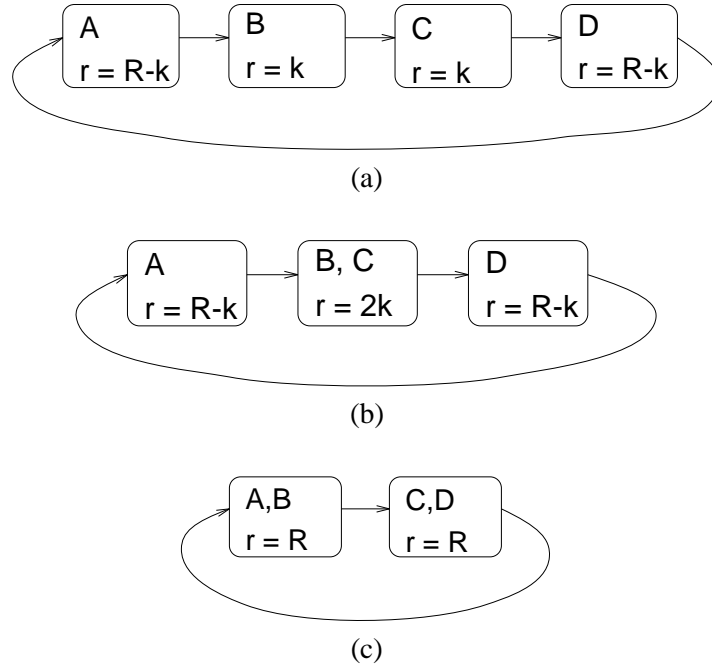 A
r = R-k
B
r = k
C
r = k
D
r = R-k
(a)
A
r = R-k
B, C
r = 2k
D
r = R-k
(b)
A,B
r = R
C,D
r = R
(c)